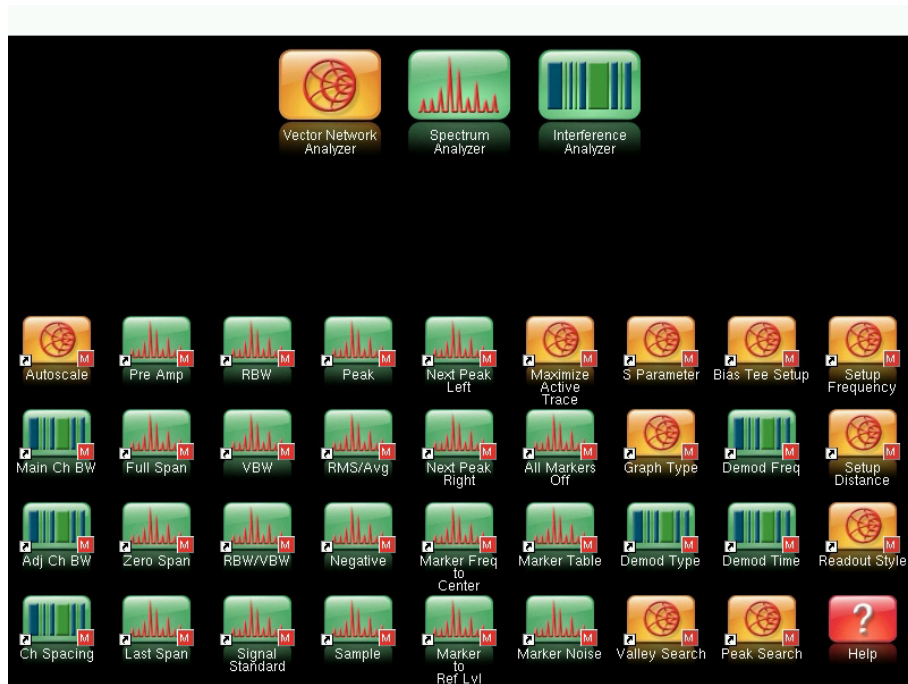 Vector Network
Analyzer
Spectrum
Analyzer
Interference
Analyzer
M M M M M M M M M
Autoscale Pre Amp RBW Peak Next Peak
Left Maximize
Active
Trace S Parameter Bias Tee Setup Setup
Frequency
M M M M M M M M M
Main Ch BW Full Span VBW RMS/Avg Next Peak
Right All Markers
Off Graph Type Demod Freq Setup
Distance
M M M M M M M M M
Adj Ch BW Zero Span RBW/VBW Negative Marker Freq
to
Center Marker Table Demod Type Demod Time Readout Style
M M M M M M M M ?
Ch Spacing Last Span Signal
Standard Sample Marker
to
Ref Lvl Marker Noise Valley Search Peak Search Help